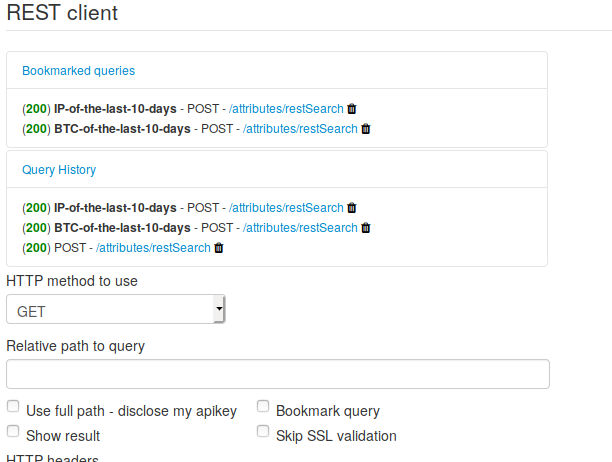 REST client
Bookmarked queries
(200) IP-of-the-last-10-days - POST - /attributes/restSearch
(200) BTC-of-the-last-10-days - POST - /attributes/restSearch
Query History
(200) IP-of-the-last-10-days - POST - /attributes/restSearch
(200) BTC-of-the-last-10-days - POST - /attributes/restSearch
(200) POST - /attributes/restSearch
HTTP method to use
GET
Relative path to query
Use full path - disclose my apikey Bookmark query
Show result Skip SSL validation
HTTP headers